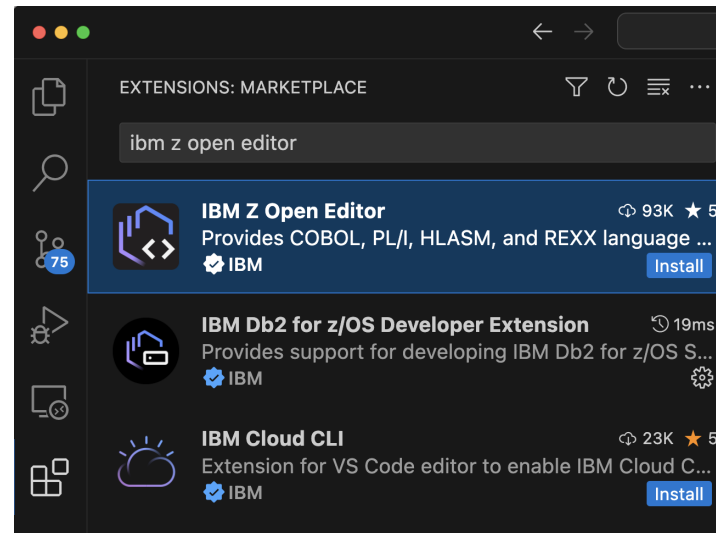 EXTENSIONS: MARKETPLACE
ibm z open editor
IBM Z Open Editor 93K 5
Provides COBOL, PL/I, HLASM, and REXX language ...
IBM Install
75
IBM Db2 for z/OS Developer Extension 19ms
Provides support for developing IBM Db2 for z/OS S...
IBM
IBM Cloud CLI 23K 5
Extension for VS Code editor to enable IBM Cloud C...
IBM Install